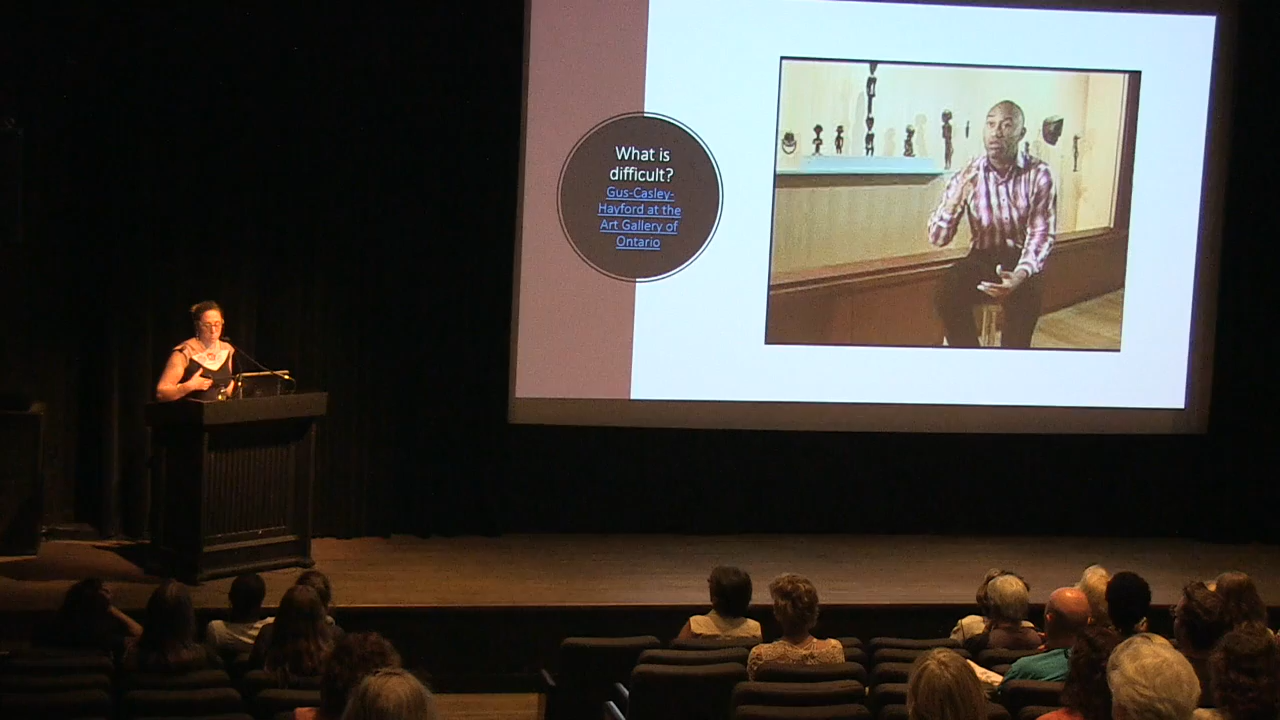 What is
difficult?
Gus-Casley-
Hayford at the
Art Gallery of
Ontario